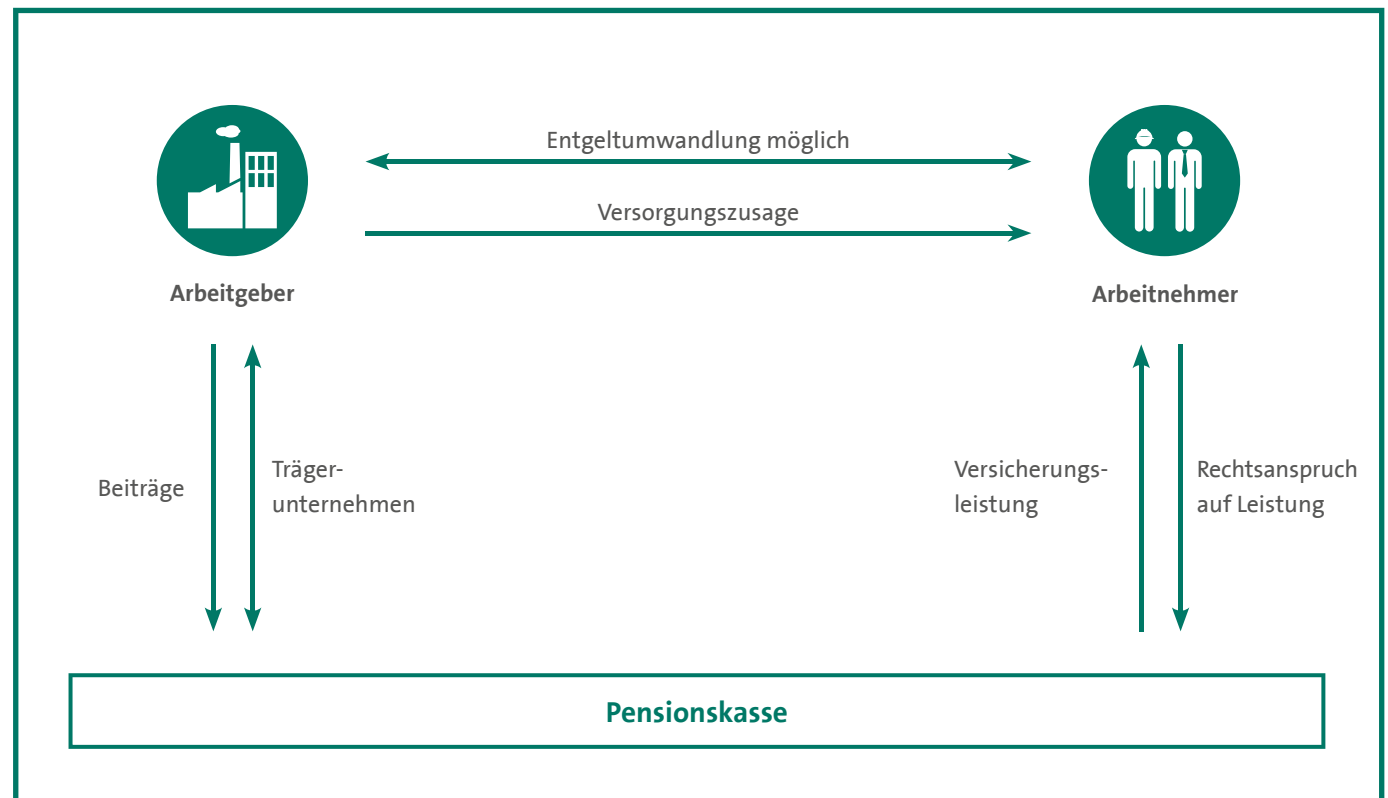 Entgeltumwandlung möglich
Versorgungszusage
Arbeitgeber
Arbeitnehmer
Beiträge
Träger-
unternehmen
Versicherungs-
leistung
Rechtsanspruch
auf Leistung
Pensionskasse